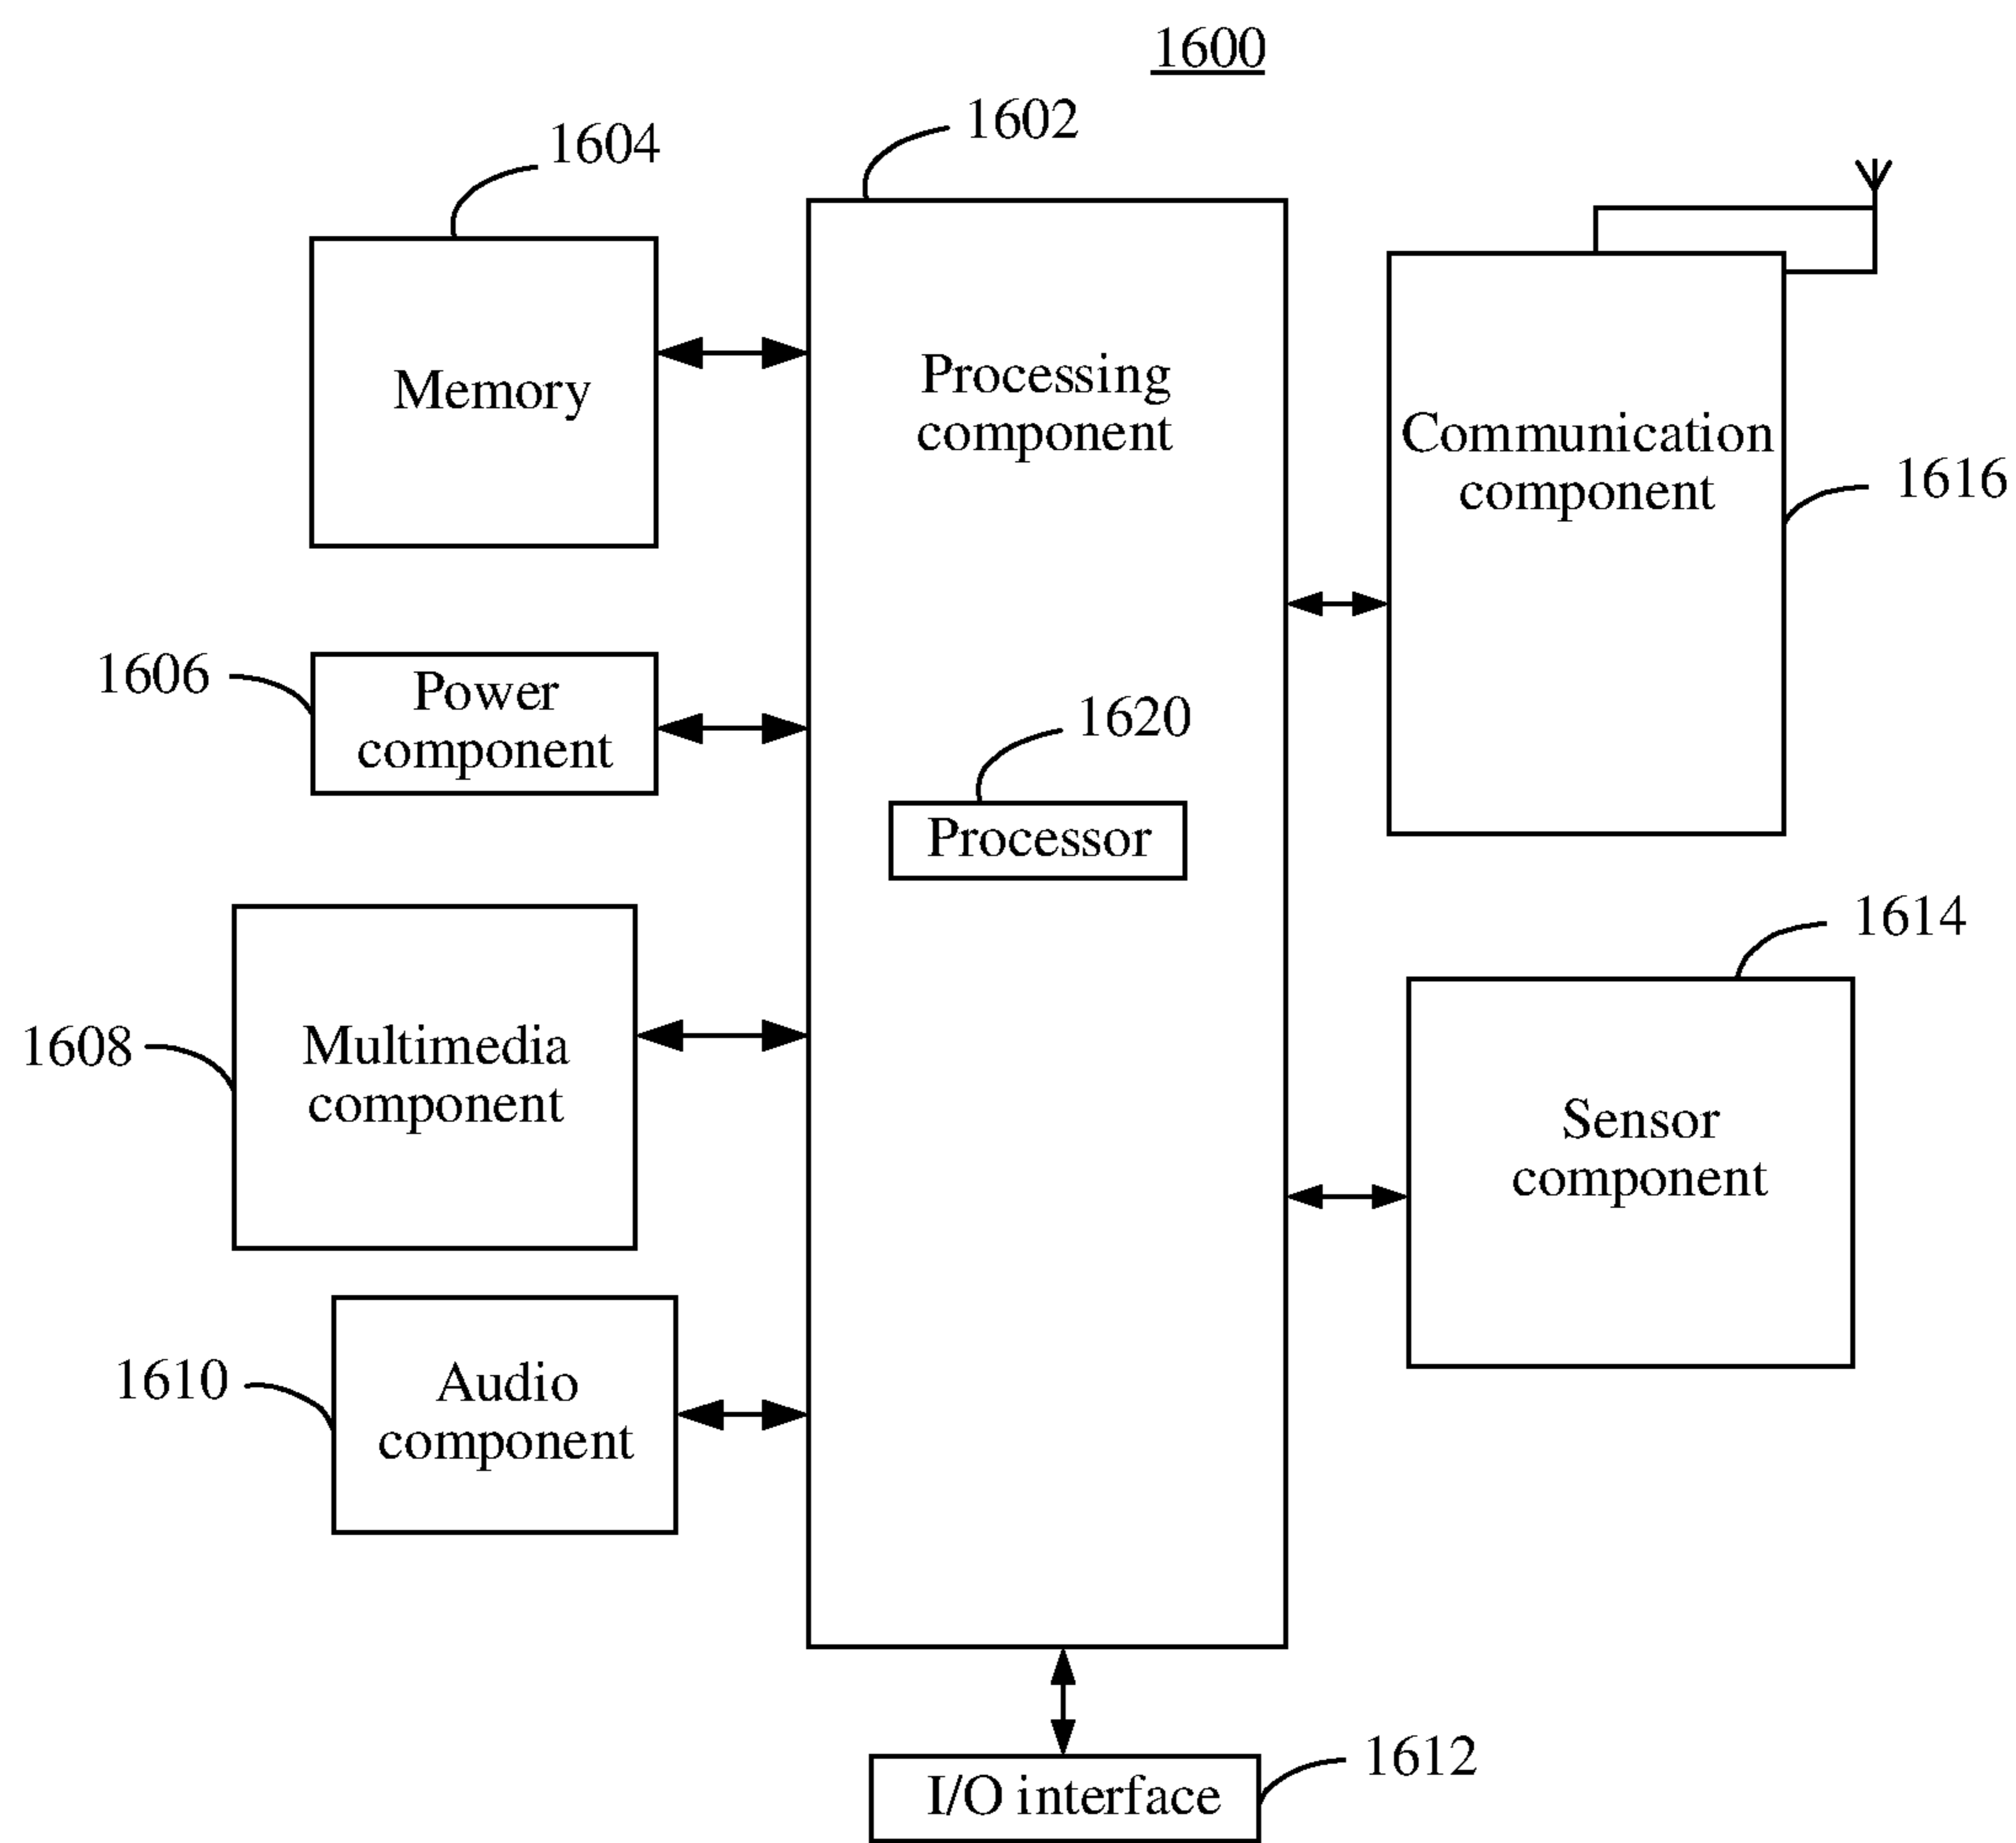 1600
1602
1604
Memory
Processing
component
Communication
component
1616
1606
Power
component
1620
Processor
1614
1608
Multimedia
component
Sensor
component
1610
Audio
component
1612
I/O interface